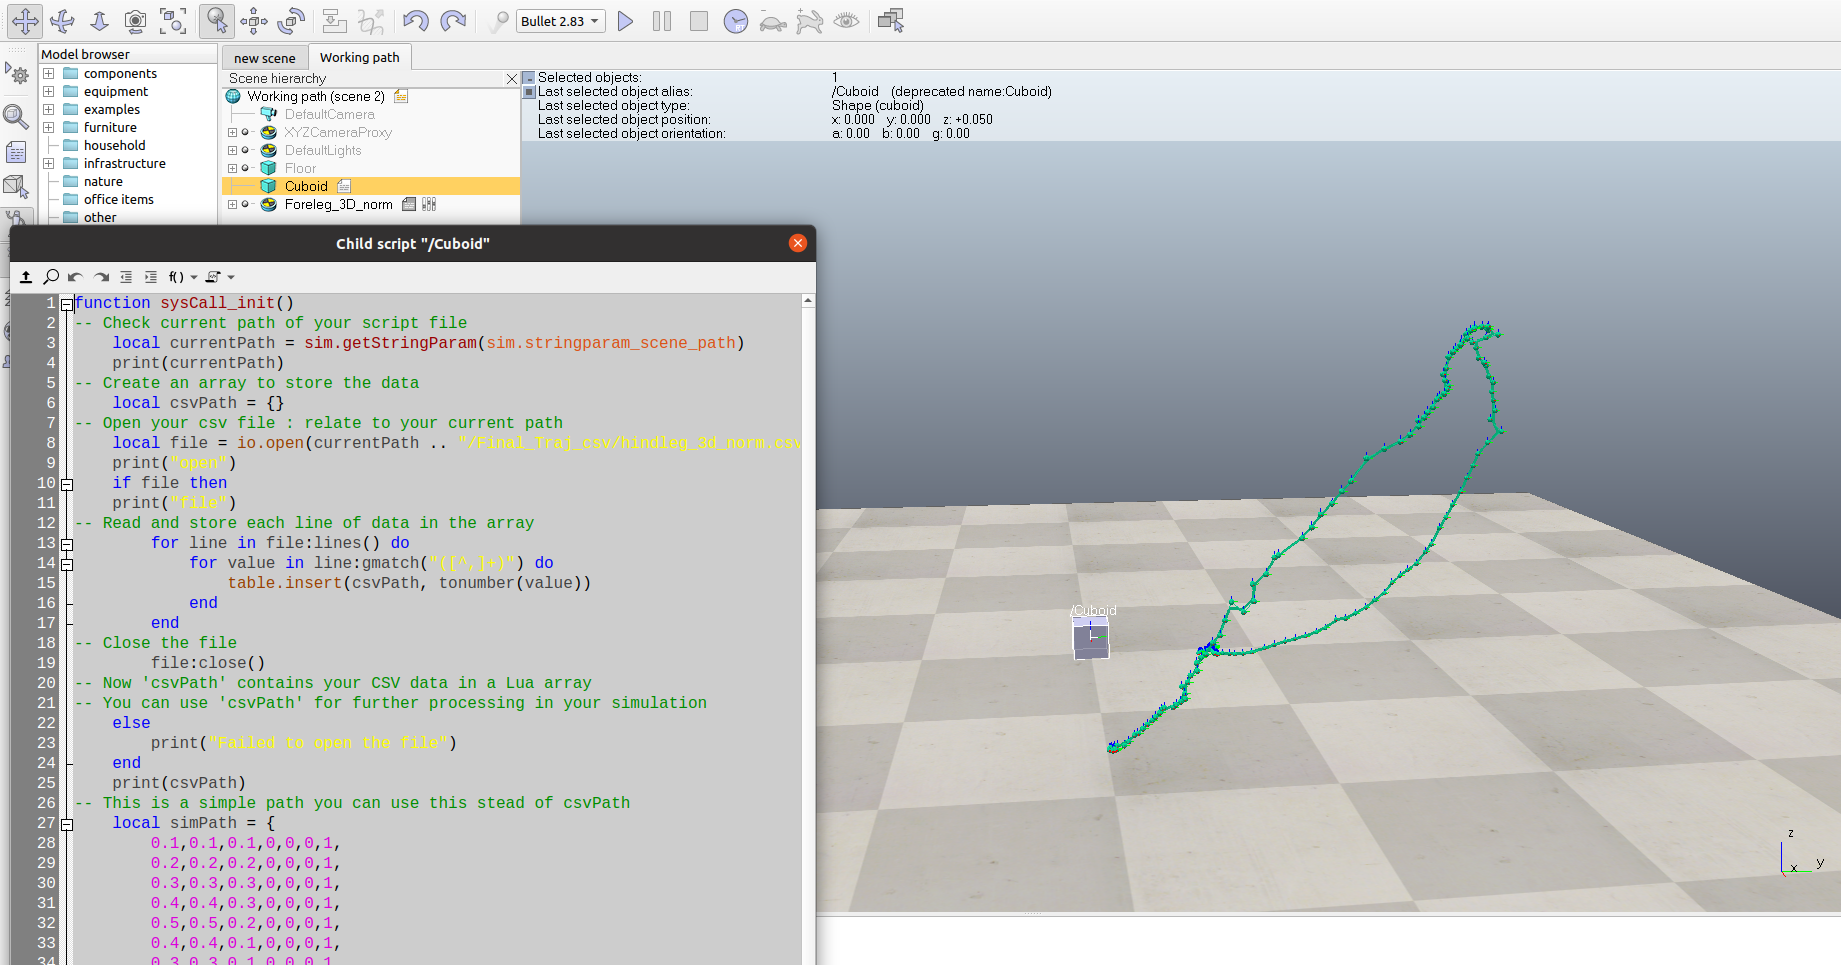 Bullet 2.83
Model browser
components
equipment
examples
furniture
household
infrastructure
nature
office items
other
new scene
Working path
Scene hierarchy
Working path (scene 2)
DefaultCamera
XYZCameraProxy
DefaultLights
Floor
Cuboid
Foreleg_3D_norm
Selected objects: 1
Last selected object alias: /Cuboid (deprecated name:Cuboid)
Last selected object type: Shape (cuboid)
Last selected object position: x: 0.000 y: 0.000 z: +0.050
Last selected object orientation: a: 0.00 b: 0.00 g: 0.00
Child script "/Cuboid"
f()
1 function sysCall_init()
2 -- Check current path of your script file
3 local currentPath = sim.getStringParam(sim.stringparam_scene_path)
4 print(currentPath)
5 -- Create an array to store the data
6 local csvPath = {}
7 -- Open your csv file : relate to your current path
8 local file = io.open(currentPath .. "/Final_Traj_csv/hindleg_3d_norm.csv
9 print("open")
10 if file then
11 print("file")
12 -- Read and store each line of data in the array
13 for line in file:lines() do
14 for value in line:gmatch("([^,]+)") do
15 table.insert(csvPath, tonumber(value))
16 end
17 end
18 -- Close the file
19 file:close()
20 -- Now 'csvPath' contains your CSV data in a Lua array
21 -- You can use 'csvPath' for further processing in your simulation
22 else
23 print("Failed to open the file")
24 end
25 print(csvPath)
26 -- This is a simple path you can use this stead of csvPath
27 local simPath = {
28 0.1,0.1,0.1,0,0,0,1,
29 0.2,0.2,0.2,0,0,0,1,
30 0.3,0.3,0.3,0,0,0,1,
31 0.4,0.4,0.3,0,0,0,1,
32 0.5,0.5,0.2,0,0,0,1,
33 0.4,0.4,0.1,0,0,0,1,
34 0.3,0.3,0.1,0,0,0,1,
/Cuboid
z
x
y